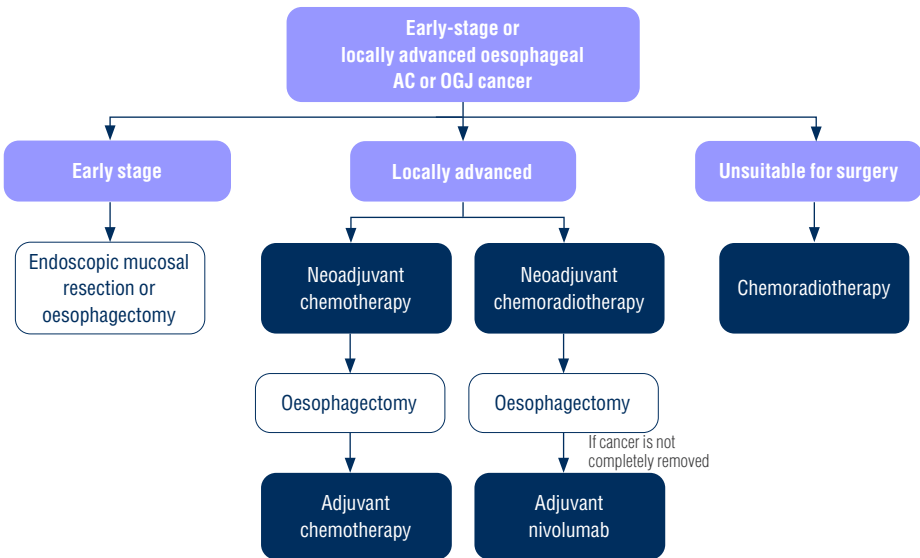 Early-stage or
locally advanced oesophageal
AC or OGJ cancer
Early stage
Locally advanced
Unsuitable for surgery
Endoscopic mucosal
resection or
oesophagectomy
Neoadjuvant
chemotherapy
Neoadjuvant
chemoradiotherapy
Chemoradiotherapy
Oesophagectomy
Oesophagectomy
If cancer is not
completely removed
Adjuvant
chemotherapy
Adjuvant
nivolumab